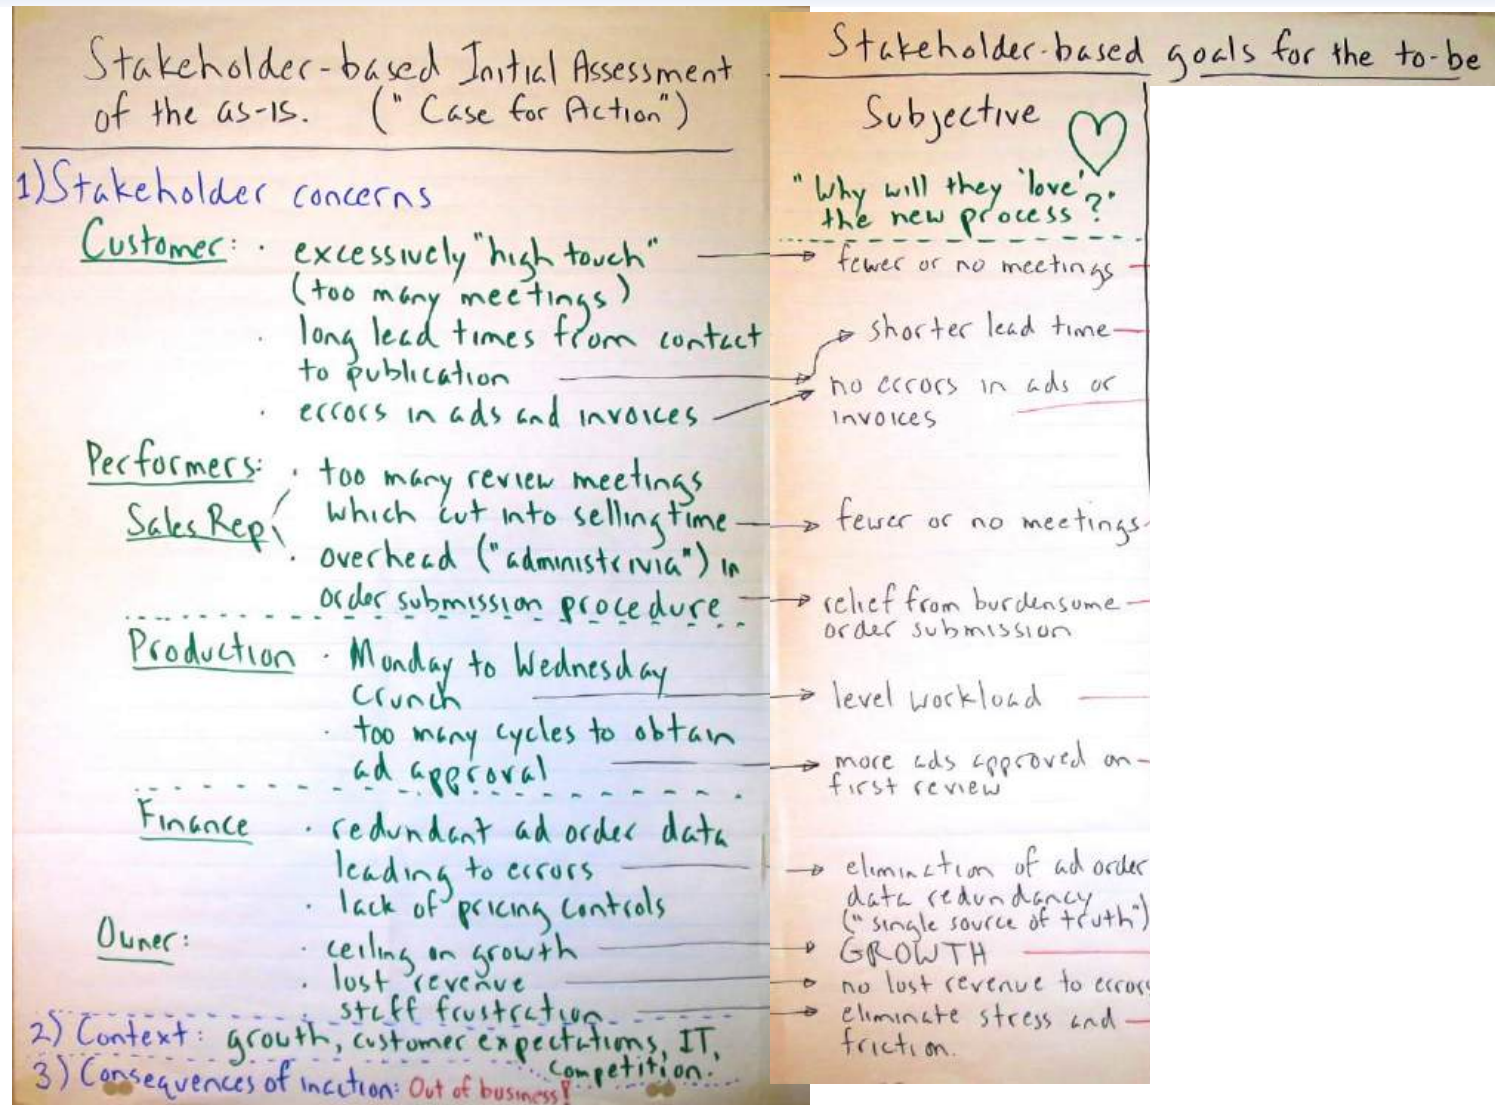 Stakeholder-based Initial Assessment
of the as-is. ("Case for Action")
1) Stakeholder concerns
Customer: · excessively "high touch"
(too many meetings)
· long lead times from contact
to publication
· errors in ads and invoices
Performers:
Sales Rep
· too many review meetings
which cut into selling time
· overhead ("administrivia") in
order submission procedure
Production · Monday to Wednesday
crunch
· too many cycles to obtain
ad approval
Finance · redundant ad order data
leading to errors
· lack of pricing controls
Owner: · ceiling on growth
· lost revenue
· staff frustration
2) Context: growth, customer expectations, IT,
competition.
3) Consequences of inaction: Out of business!
Stakeholder-based goals for the to-be
Subjective
"Why will they 'love'
the new process?"
fewer or no meetings
shorter lead time
no errors in ads or
invoices
fewer or no meetings
relief from burdensome
order submission
level workload
more ads approved on
first review
elimination of ad order
data redundancy
("single source of truth")
GROWTH
no lost revenue to errors
eliminate stress and
friction.